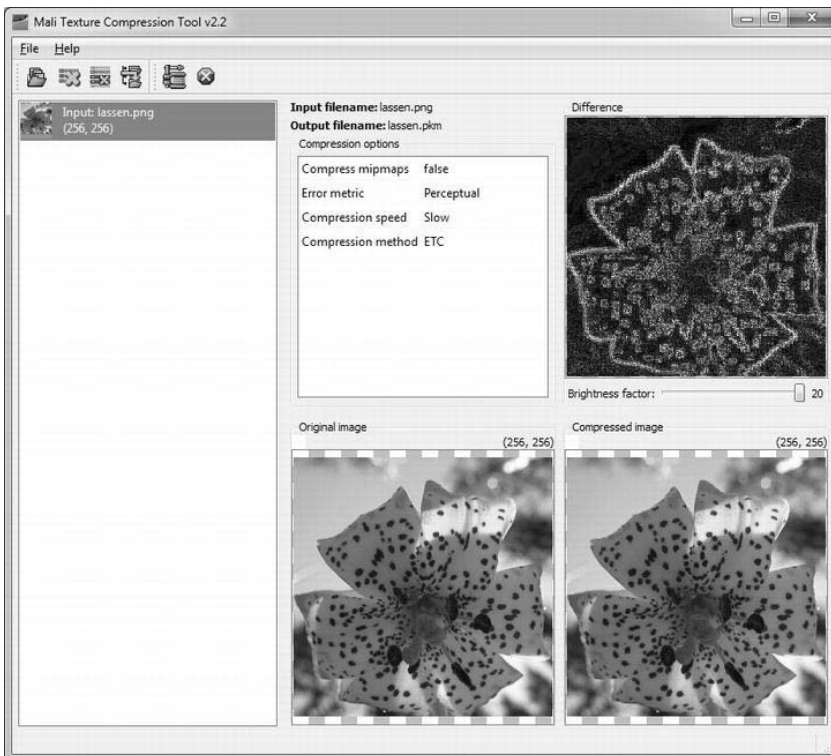 Mali Texture Compression Tool v2.2
File Help
Input: lassen.png
(256, 256)
Input filename: lassen.png
Output filename: lassen.pkm
Compression options
Compress mipmaps false
Error metric Perceptual
Compression speed Slow
Compression method ETC
Difference
Brightness factor: 20
Original image
(256, 256)
Compressed image
(256, 256)